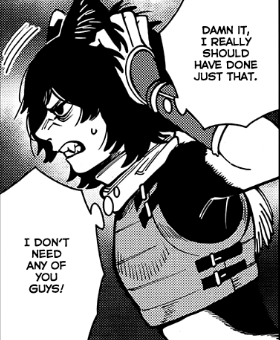 DAMN IT,
I REALLY
SHOULD
HAVE DONE
JUST THAT.
I DON'T
NEED
ANY OF
YOU
GUYS!